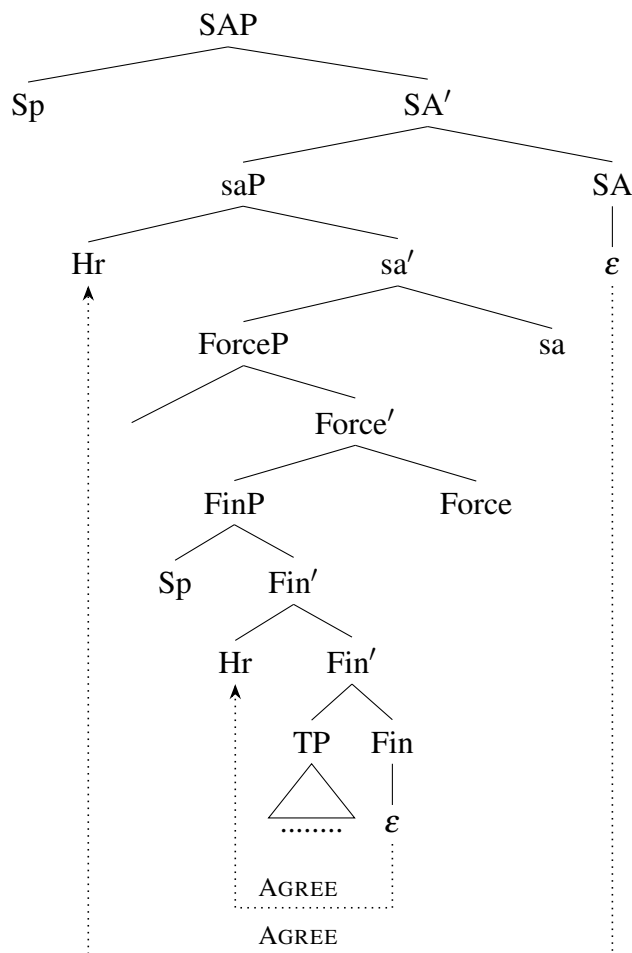 SAP
Sp SA′
saP SA
Hr sa′ ε
ForceP sa
Force′
FinP Force
Sp Fin′
Hr Fin′
TP Fin
........ ε
AGREE
AGREE